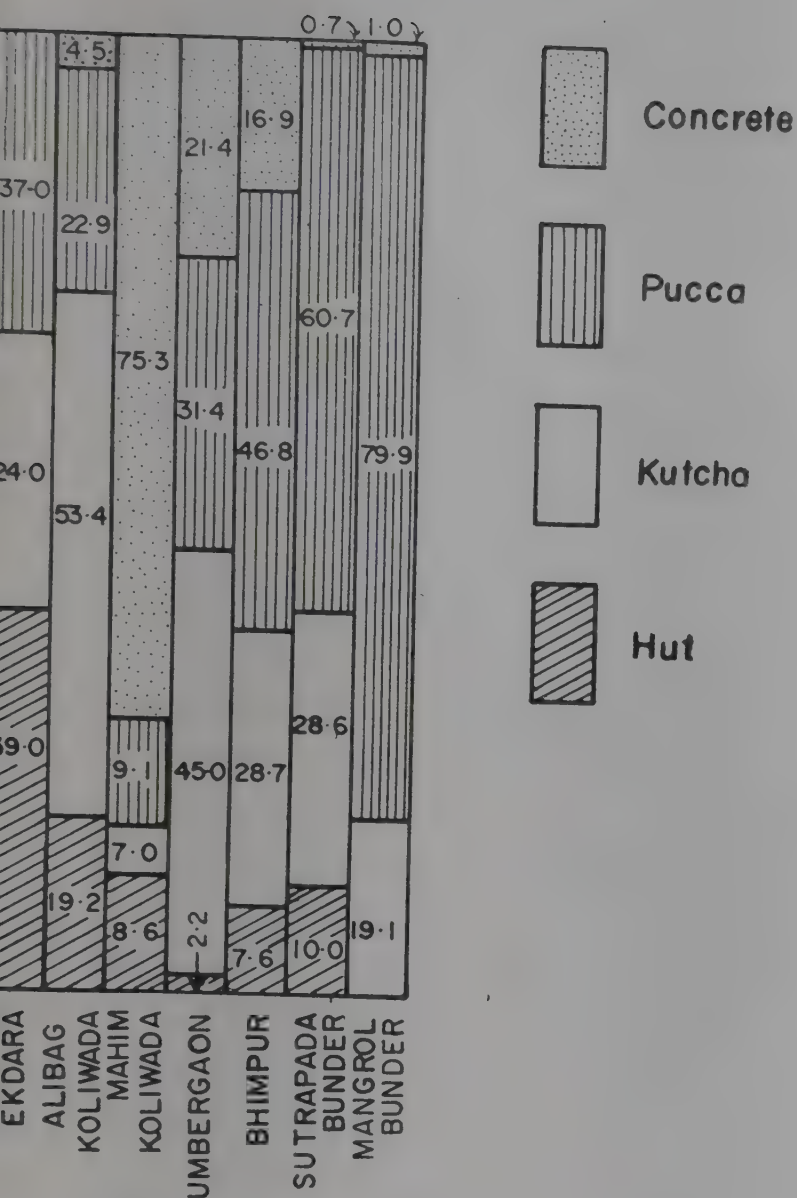 0·7 1·0
4·5
16·9
21·4
37·0
22·9
60·7
75·3
31·4
46·8
79·9
24·0
53·4
28·6
9·1
45·0
28·7
7·0
19·2
8·6
2·2
7·6
10·0
19·1
EKDARA
ALIBAG
KOLIWADA
MAHIM
KOLIWADA
UMBERGAON
BHIMPUR
SUTRAPADA
BUNDER
MANGROL
BUNDER
Concrete
Pucca
Kutcha
Hut